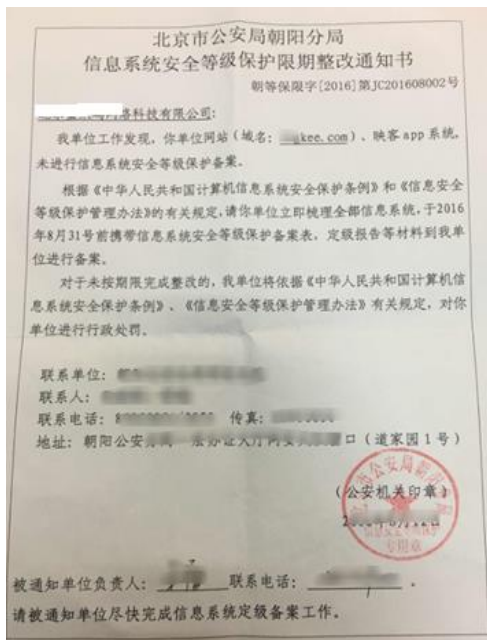 北京市公安局朝阳分局
信息系统安全等级保护限期整改通知书
朝等保限字[2016]第JC201608002号
网络科技有限公司:
我单位工作发现，你单位网站（域名：kee.com）、映客app系统，
未进行信息系统安全等级保护备案。
根据《中华人民共和国计算机信息系统安全保护条例》和《信息安全
等级保护管理办法》的有关规定，请你单位立即梳理全部信息系统，于2016
年8月31号前携带信息系统安全等级保护备案表，定级报告等材料到我单
位进行备案。
对于未按期限完成整改的，我单位将依据《中华人民共和国计算机信
息系统安全保护条例》、《信息安全等级保护管理办法》有关规定，对你
单位进行行政处罚。
联系单位：
联系人：
联系电话：8 传真：
地址：朝阳公安 口（道家园1号）
（公安机关印章）
被通知单位负责人： 联系电话： .
请被通知单位尽快完成信息系统定级备案工作。